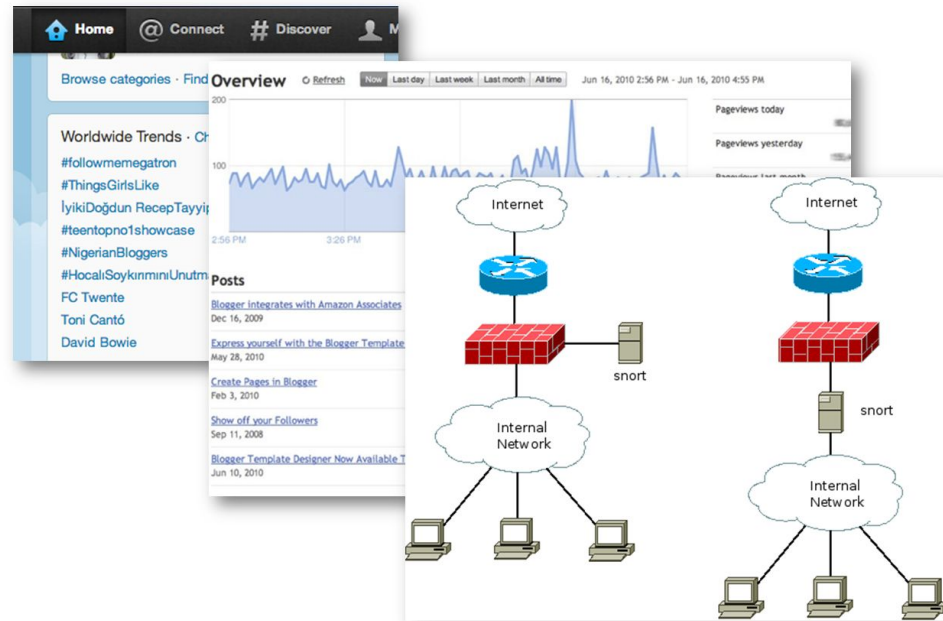 Home
Connect
Discover
M
Browse categories · Find
Worldwide Trends · Ch
#followmemegatron
#ThingsGirlsLike
İyikiDoğdun RecepTayyip
#teentopno1showcase
#NigerianBloggers
#HocalıSoykırımınıUnutma
FC Twente
Toni Cantó
David Bowie
Overview
Refresh
Now
Last day
Last week
Last month
All time
Jun 16, 2010 2:56 PM - Jun 16, 2010 4:55 PM
200
100
2:56 PM
3:26 PM
Pageviews today
Pageviews yesterday
Pageviews last month
Posts
Blogger integrates with Amazon Associates
Dec 16, 2009
Express yourself with the Blogger Template
May 28, 2010
Create Pages in Blogger
Feb 3, 2010
Show off your Followers
Sep 11, 2008
Blogger Template Designer Now Available T
Jun 10, 2010
Internet
snort
Internal
Network
Internet
snort
Internal
Network